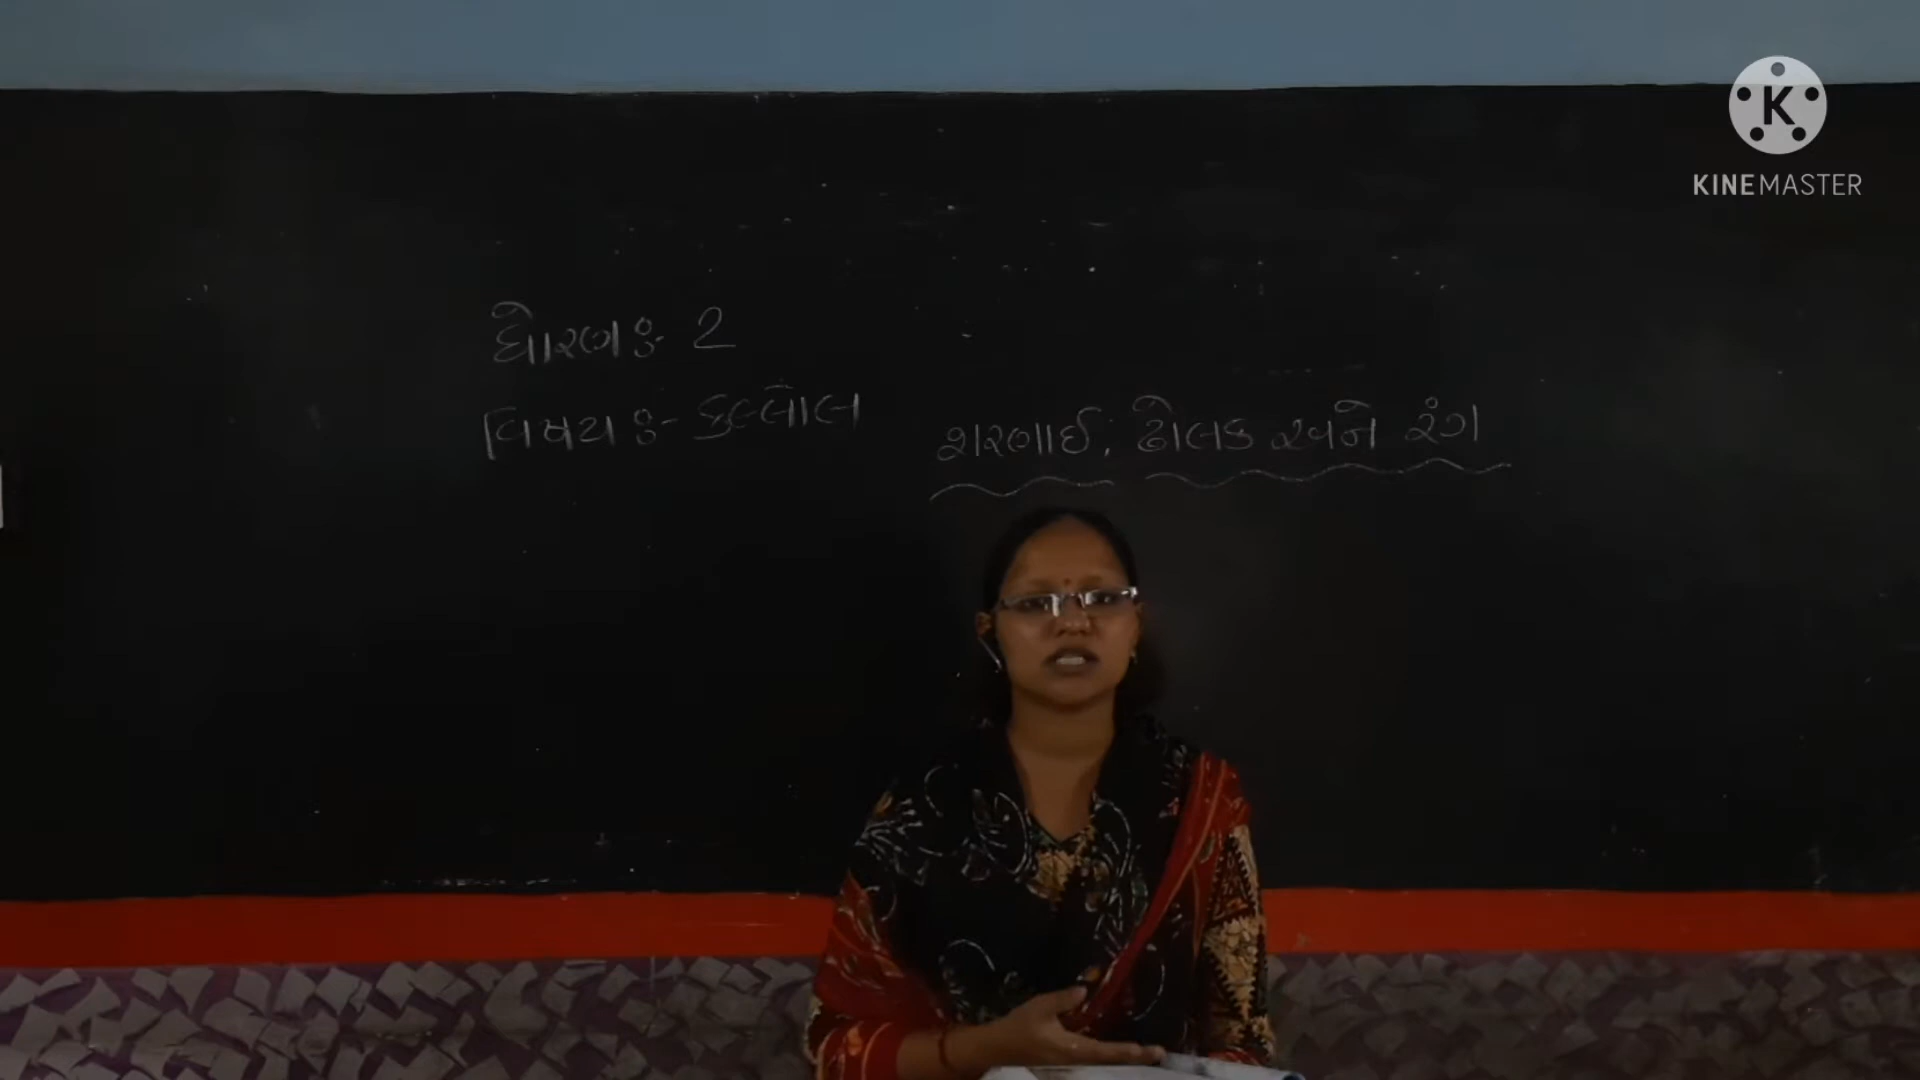 K
KINEMASTER
ધોરણઃ- 2
વિષયઃ- કલ્લોલ
શરણાઈ, ઢોલક અને રંગ